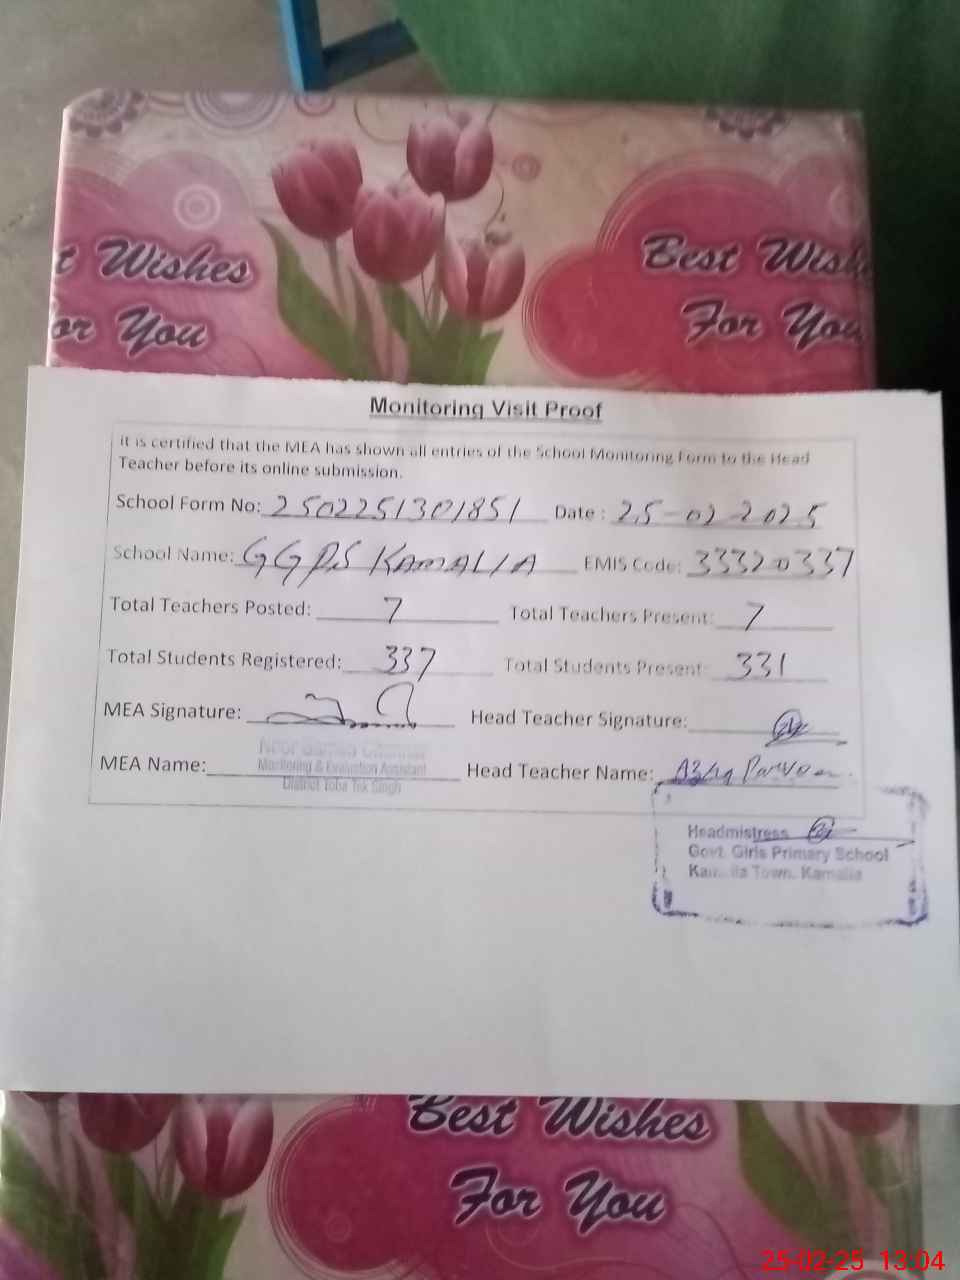 t Wishes
or You
Best Wish
For You
Monitoring Visit Proof
It is certified that the MEA has shown all entries of the School Monitoring Form to the Head
Teacher before its online submission.
School Form No: 2502251301851 Date : 25-02-2025
School Name: GGPS KAMALIA EMIS Code: 33320337
Total Teachers Posted: 7 Total Teachers Present: 7
Total Students Registered: 337 Total Students Present: 331
MEA Signature: Head Teacher Signature:
MEA Name: Head Teacher Name:
Monitoring & Evaluation Assistant
District Toba Tek Singh
Headmistress
Govt. Girls Primary School
Town. Kamalia
Best Wishes
For You
25-02-25 13:04